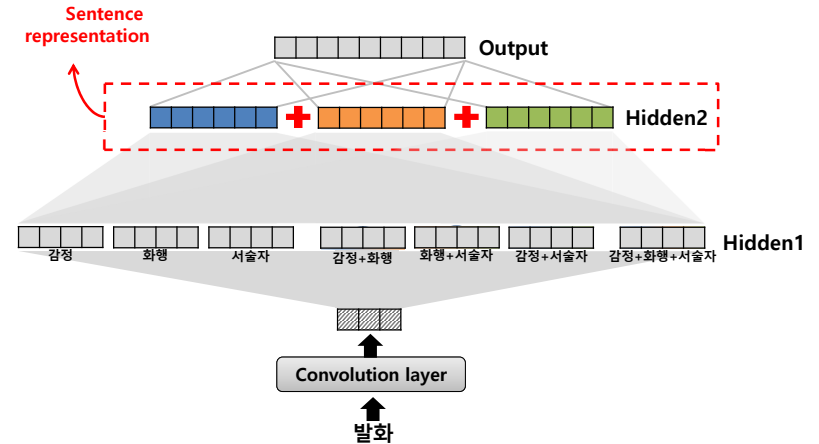 Sentence
representation
Output
Hidden2
Hidden1
감정
화행
서술자
감정+화행
화행+서술자
감정+서술자
감정+화행+서술자
Convolution layer
발화